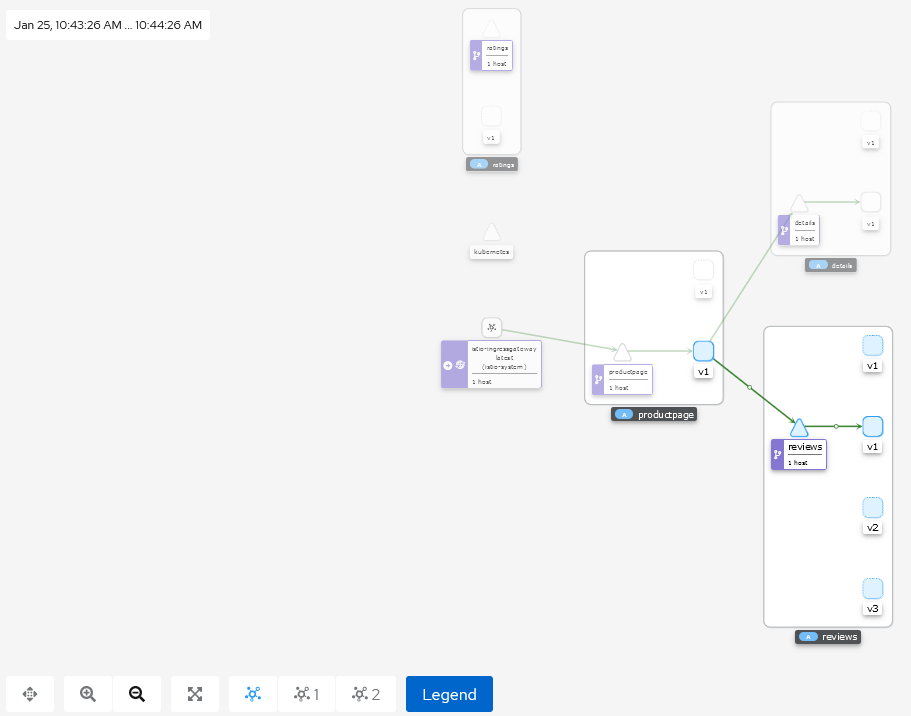 Jan 25, 10:43:26 AM ... 10:44:26 AM
ratings
1 host
v1
A ratings
kubernetes
istio-ingressgateway
latest
(istio-system)
1 host
v1
productpage
1 host
v1
A productpage
v1
v1
details
1 host
A details
v1
v1
reviews
1 host
v2
v3
A reviews
1
2
Legend